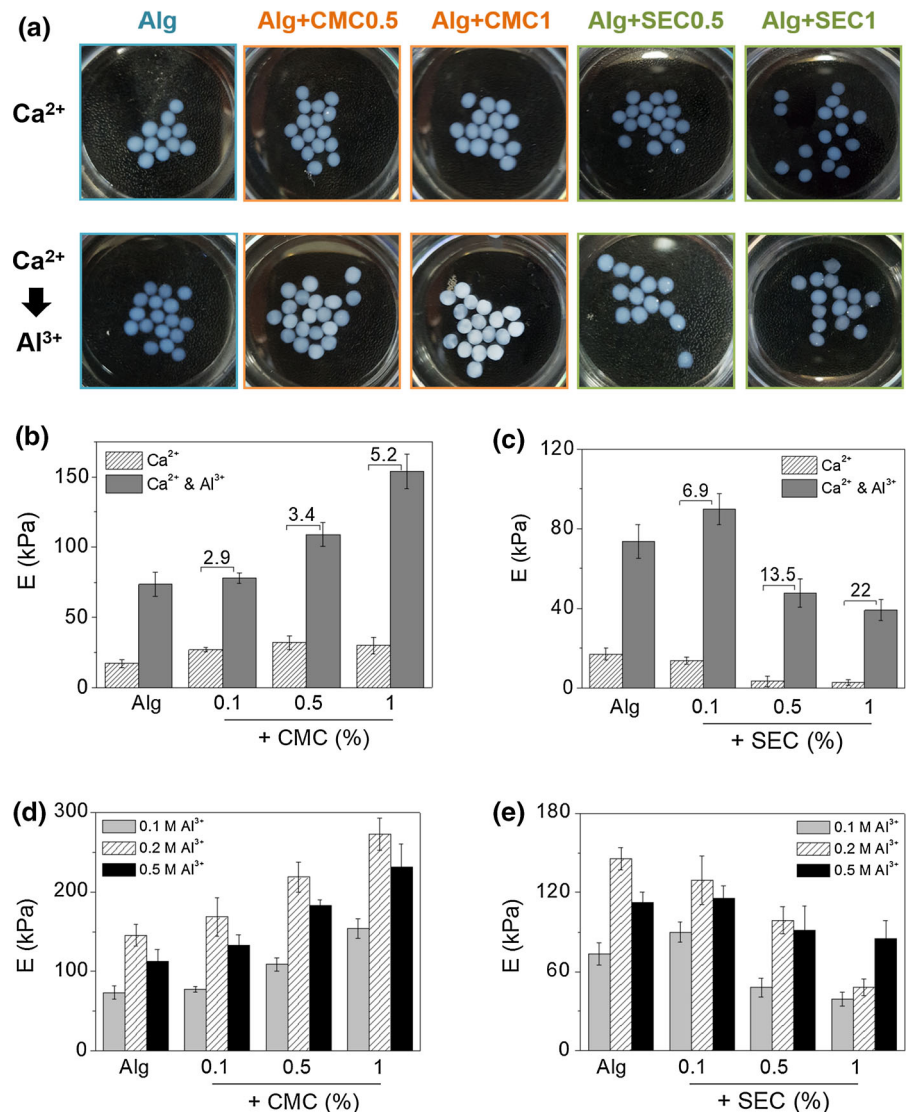 (a) Alg Alg+CMC0.5 Alg+CMC1 Alg+SEC0.5 Alg+SEC1
Ca²⁺
Ca²⁺
Al³⁺
(b)
E (kPa)
150
100
50
0
Ca²⁺
Ca²⁺ & Al³⁺
2.9
3.4
5.2
Alg 0.1 0.5 1
+ CMC (%)
(c)
E (kPa)
120
80
40
0
Ca²⁺
Ca²⁺ & Al³⁺
6.9
13.5
22
Alg 0.1 0.5 1
+ SEC (%)
(d)
E (kPa)
300
250
200
150
100
50
0
0.1 M Al³⁺
0.2 M Al³⁺
0.5 M Al³⁺
Alg 0.1 0.5 1
+ CMC (%)
(e)
E (kPa)
180
120
60
0
0.1 M Al³⁺
0.2 M Al³⁺
0.5 M Al³⁺
Alg 0.1 0.5 1
+ SEC (%)